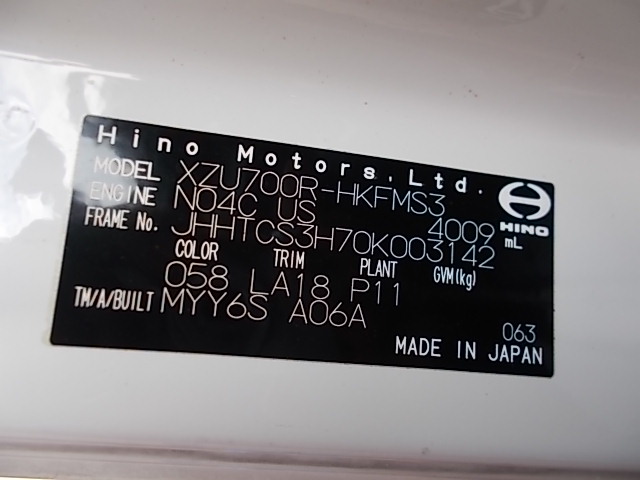 Hino Motors, Ltd.
MODEL XZU700R-HKFMS3
ENGINE N04C US 4009 mL
FRAME No. JHHTCS3H70K003142
COLOR TRIM PLANT GVM(kg)
058 LA18 P11
TM/A/BUILT MYY6S A06A
063
MADE IN JAPAN
HINO